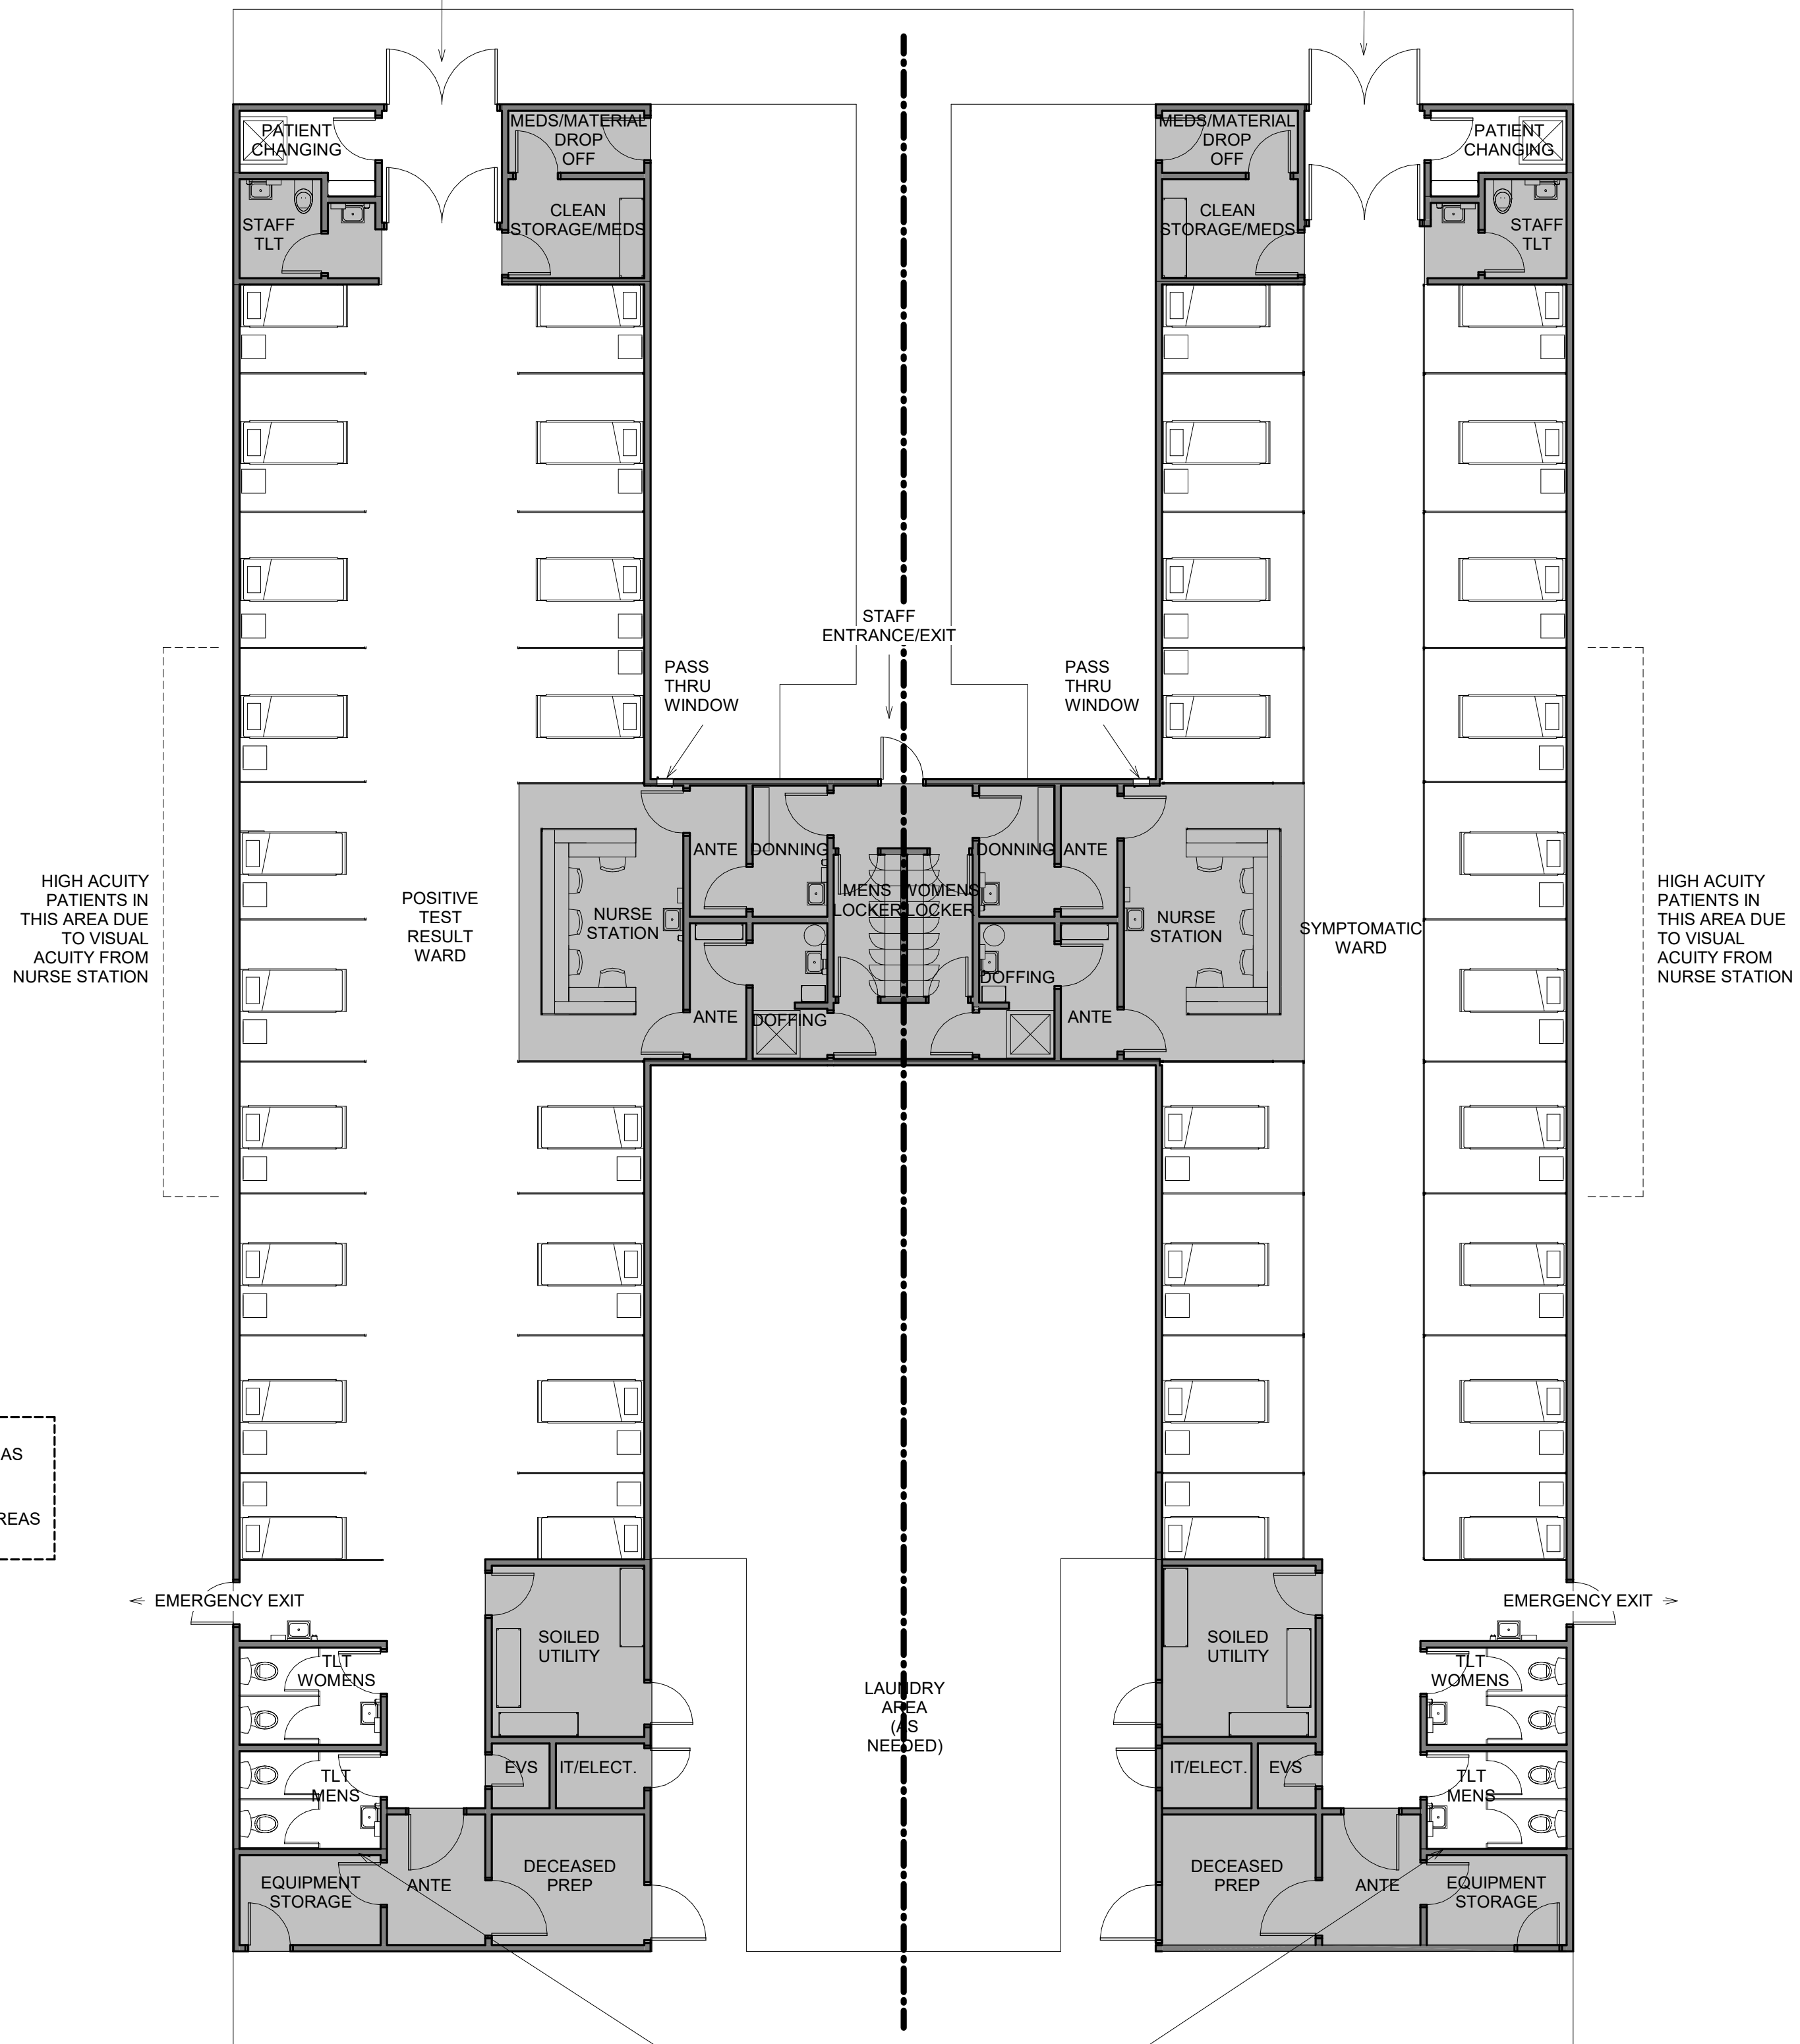 PATIENT
CHANGING
MEDS/MATERIAL
DROP
OFF
MEDS/MATERIAL
DROP
OFF
PATIENT
CHANGING
STAFF
TLT
CLEAN
STORAGE/MEDS
CLEAN
STORAGE/MEDS
STAFF
TLT
STAFF
ENTRANCE/EXIT
PASS
THRU
WINDOW
PASS
THRU
WINDOW
HIGH ACUITY
PATIENTS IN
THIS AREA DUE
TO VISUAL
ACUITY FROM
NURSE STATION
POSITIVE
TEST
RESULT
WARD
NURSE
STATION
ANTE
DONNING
MENS
LOCKER
WOMENS
LOCKER
DONNING
ANTE
NURSE
STATION
SYMPTOMATIC
WARD
HIGH ACUITY
PATIENTS IN
THIS AREA DUE
TO VISUAL
ACUITY FROM
NURSE STATION
ANTE
DOFFING
DOFFING
ANTE
AS
REAS
EMERGENCY EXIT
EMERGENCY EXIT
SOILED
UTILITY
SOILED
UTILITY
TLT
WOMENS
LAUNDRY
AREA
(AS
NEEDED)
TLT
WOMENS
TLT
MENS
EVS
IT/ELECT.
IT/ELECT.
EVS
TLT
MENS
EQUIPMENT
STORAGE
ANTE
DECEASED
PREP
DECEASED
PREP
ANTE
EQUIPMENT
STORAGE